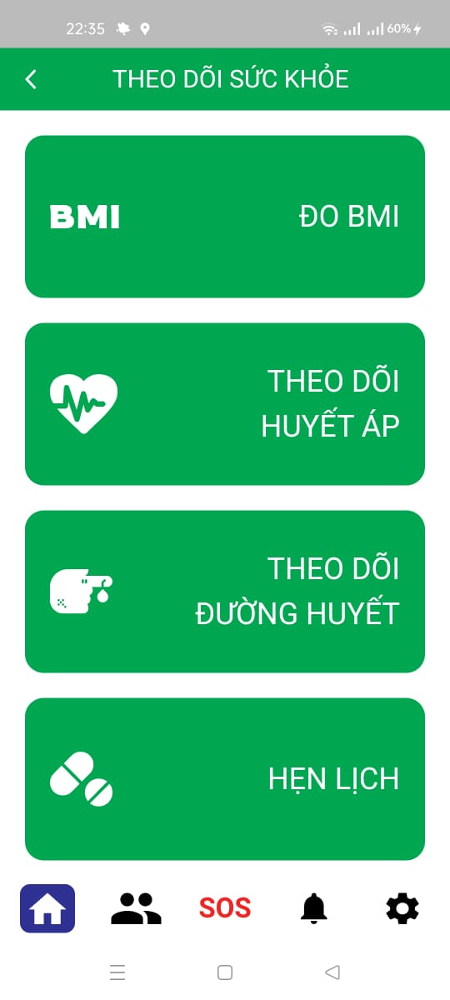 22:35
60%
THEO DÕI SỨC KHỎE
BMI
ĐO BMI
THEO DÕI
HUYẾT ÁP
THEO DÕI
ĐƯỜNG HUYẾT
HẸN LỊCH
SOS